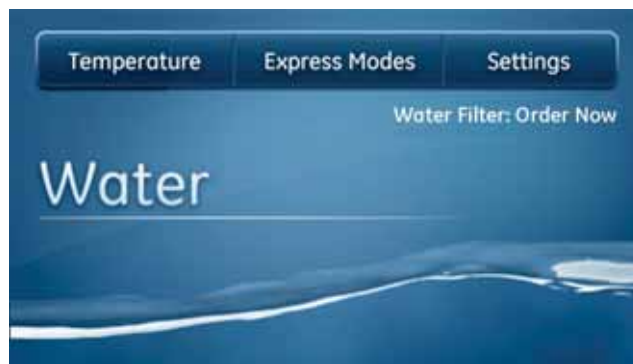 Temperature Express Modes Settings
Water Filter: Order Now
Water